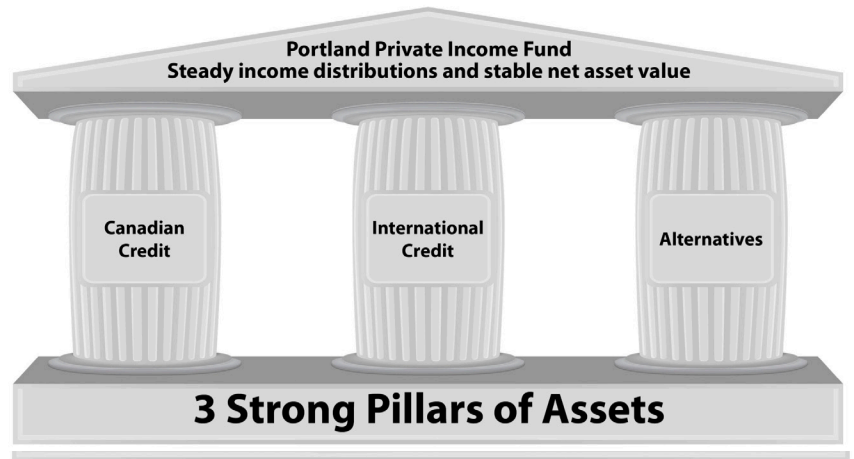 Portland Private Income Fund
Steady income distributions and stable net asset value
Canadian
Credit
International
Credit
Alternatives
3 Strong Pillars of Assets